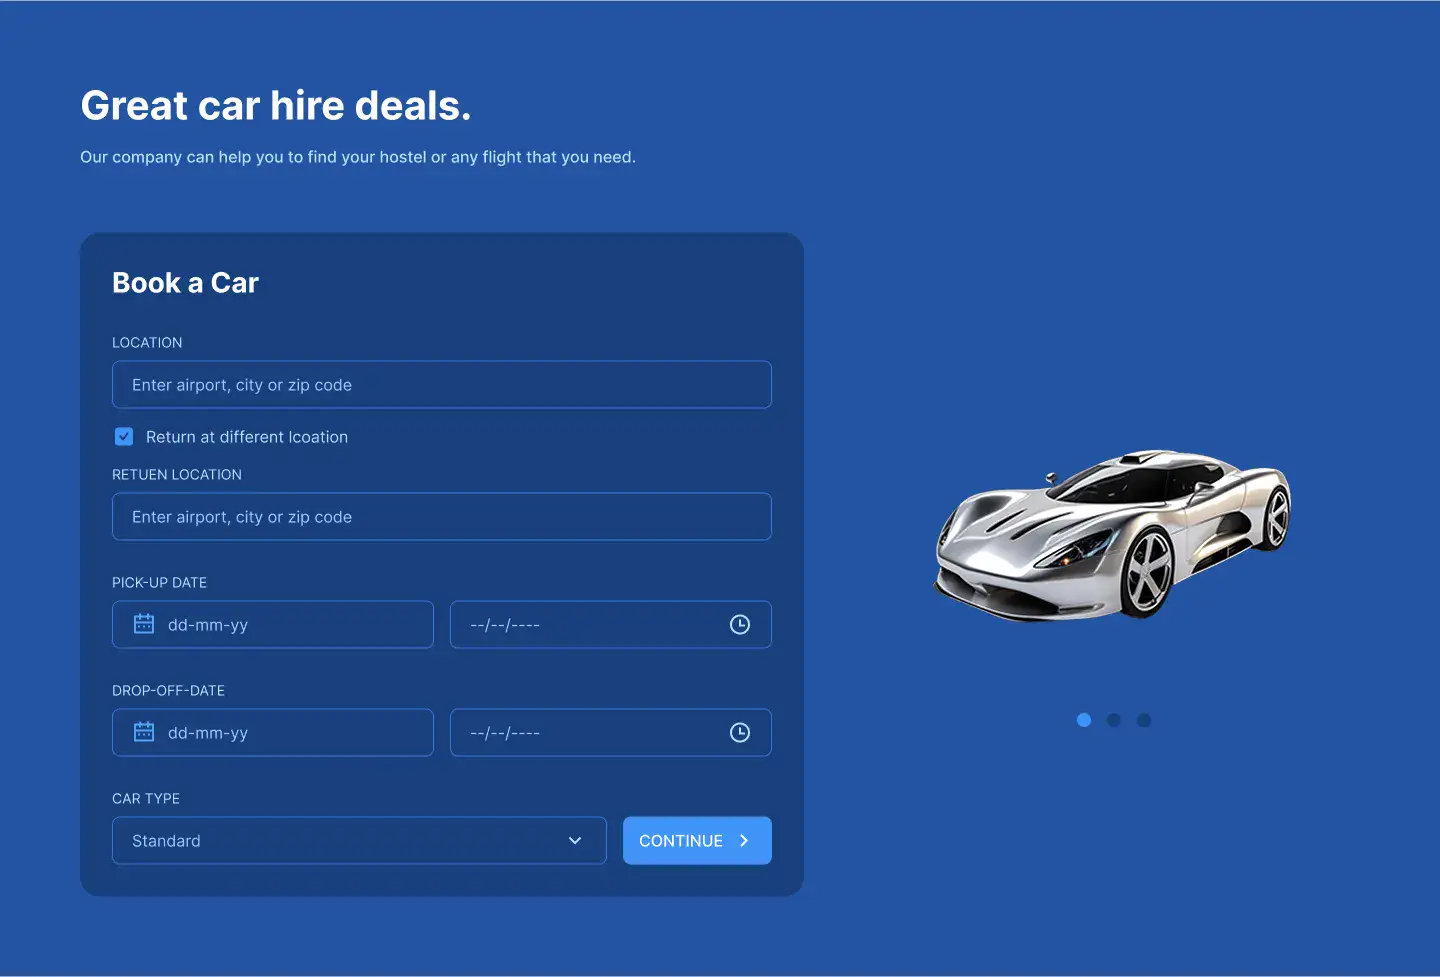 Great car hire deals.
Our company can help you to find your hostel or any flight that you need.
Book a Car
LOCATION
Enter airport, city or zip code
Return at different lcoation
RETUEN LOCATION
Enter airport, city or zip code
PICK-UP DATE
dd-mm-yy
--/--/----
DROP-OFF-DATE
dd-mm-yy
--/--/----
CAR TYPE
Standard
CONTINUE